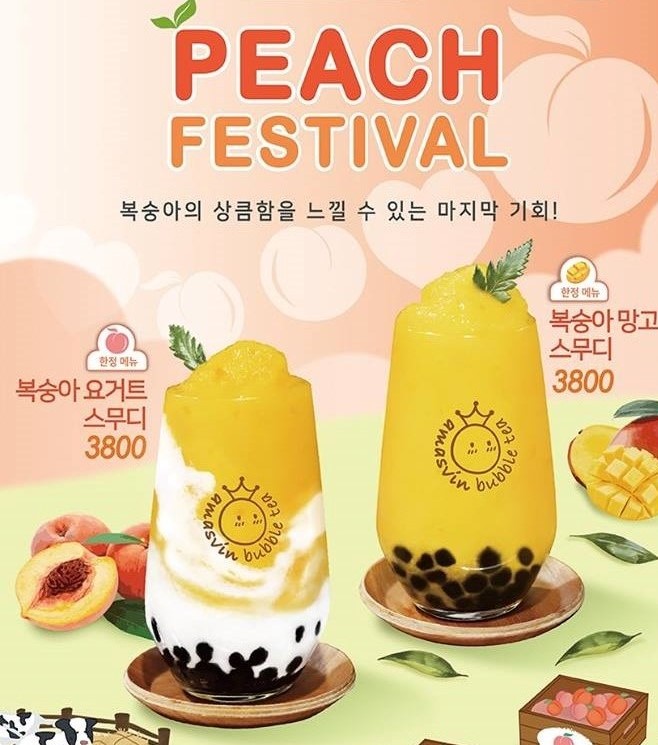 PEACH
FESTIVAL
복숭아의 상큼함을 느낄 수 있는 마지막 기회!
한정 메뉴
복숭아 망고
스무디
3800
한정 메뉴
복숭아 요거트
스무디
3800
amasvin bubble tea
amasvin bubble tea